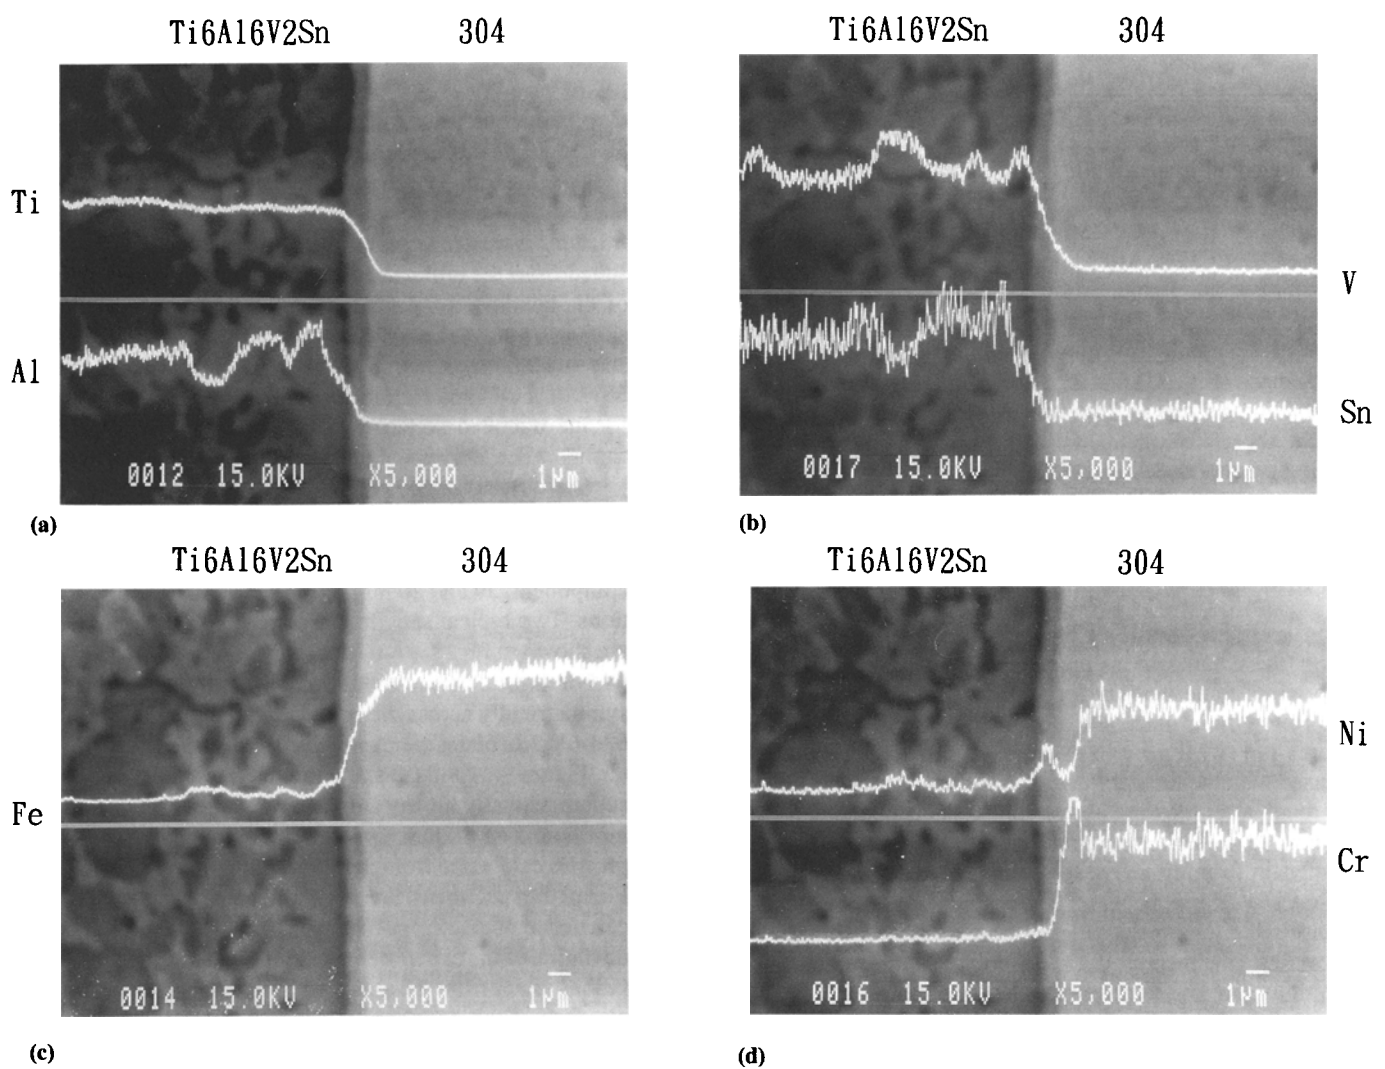 Ti6Al6V2Sn 304
Ti6Al6V2Sn 304
Ti
Al
V
Sn
0012 15.0KV X5,000 1μm
0017 15.0KV X5,000 1μm
(a)
(b)
Ti6Al6V2Sn 304
Ti6Al6V2Sn 304
Fe
Ni
Cr
0014 15.0KV X5,000 1μm
0016 15.0KV X5,000 1μm
(c)
(d)